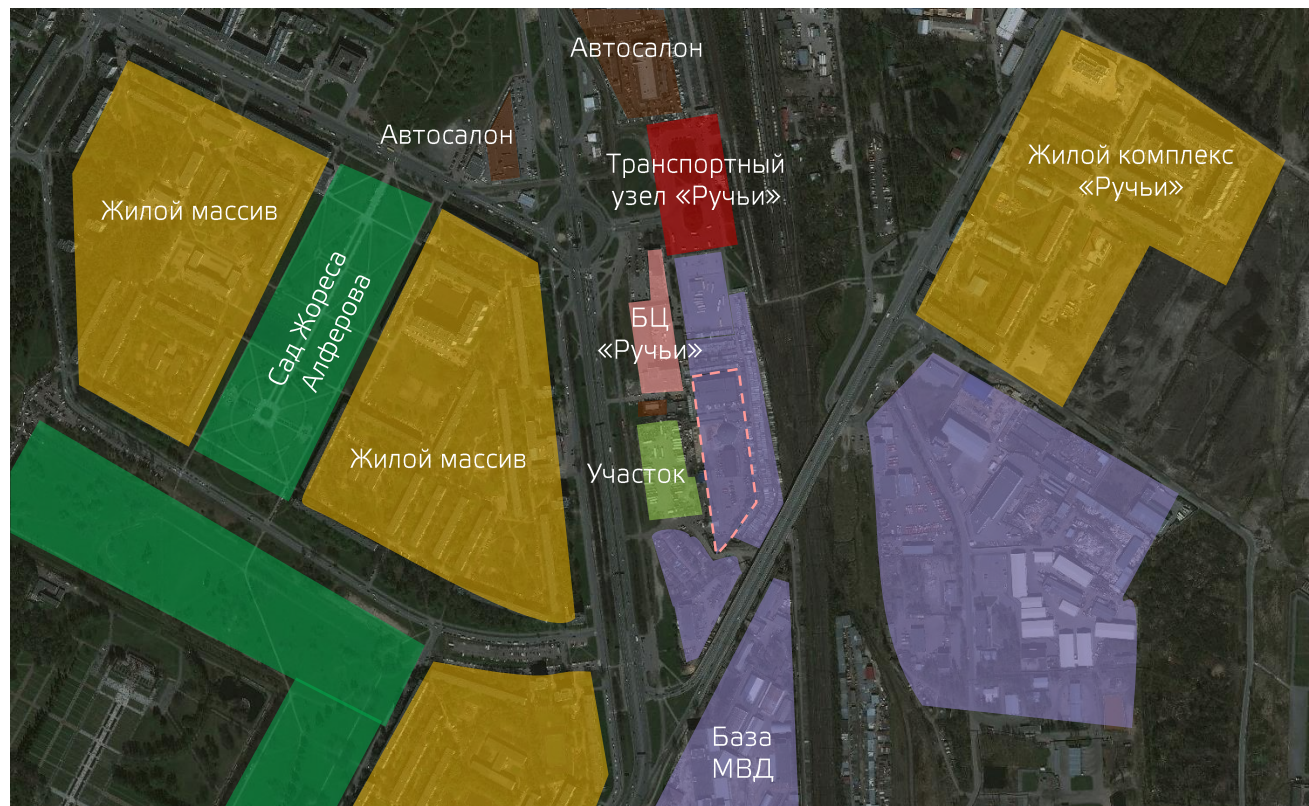 Автосалон
Автосалон
Транспортный
узел «Ручьи»
Жилой комплекс
«Ручьи»
Жилой массив
Сад Жореса
Алферова
БЦ
«Ручьи»
Жилой массив
Участок
База
МВД